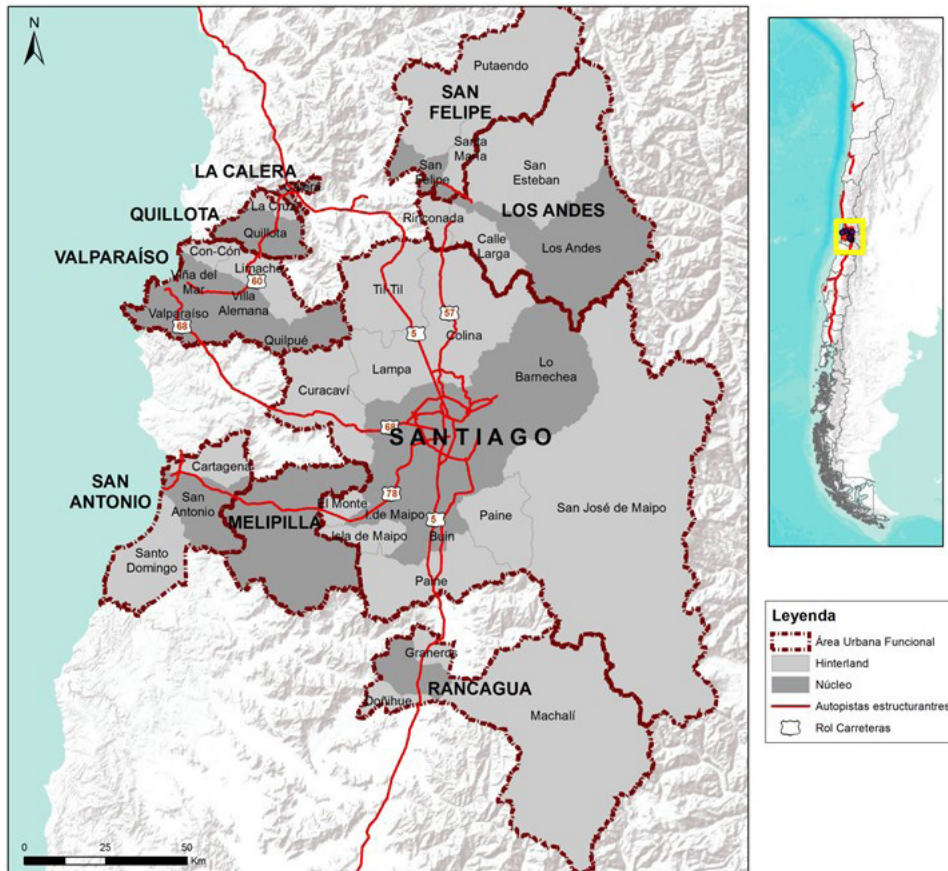 N
Putaendo
SAN
FELIPE
Santa
María
San
Felipe
San
Esteban
LA CALERA
La Cruz
QUILLOTA
Quillota
Rinconada
LOS ANDES
Calle
Larga
Los Andes
VALPARAÍSO
Con-Cón
Limache
Viña del
Mar
60
Villa
Alemana
Valparaíso
68
Quilpué
Til-Til
57
5
Colina
Lo
Barnechea
Lampa
Curacaví
68
SANTIAGO
Cartagena
SAN
ANTONIO
San
Antonio
MELIPILLA
El Monte
78
I.de Maipo
Isla de Maipo
5
Buin
Paine
San José de Maipo
Santo
Domingo
Paine
Graneros
RANCAGUA
Doñihue
Machalí
0 25 50
Km
Leyenda
Área Urbana Funcional
Hinterland
Núcleo
Autopistas estructurantres
Rol Carreteras